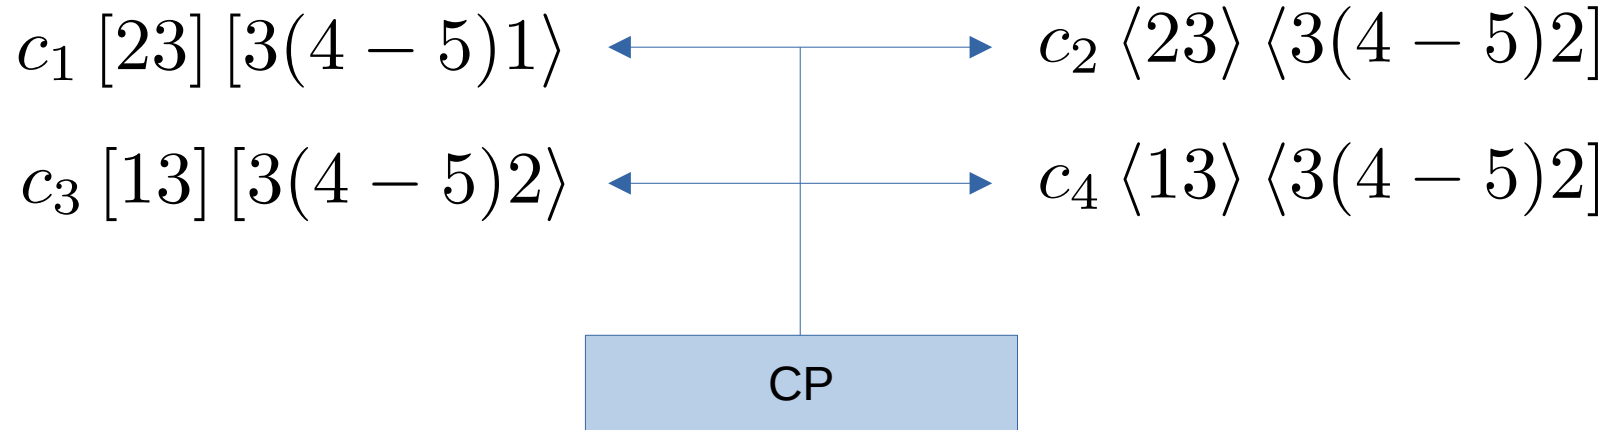 c₁ [23] [3(4 − 5)1⟩ c₂ ⟨23⟩ ⟨3(4 − 5)2]
c₃ [13] [3(4 − 5)2⟩ c₄ ⟨13⟩ ⟨3(4 − 5)2]
CP